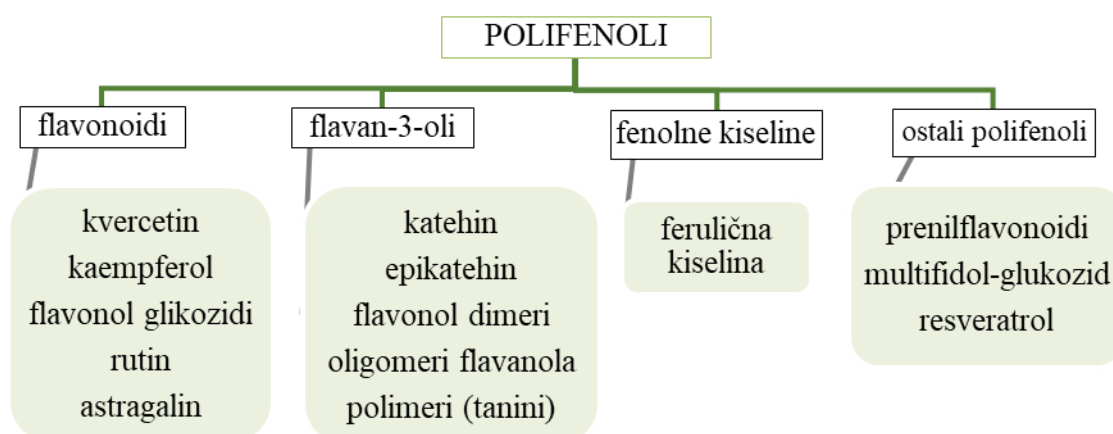 POLIFENOLI
flavonoidi
kvercetin
kaempferol
flavonol glikozidi
rutin
astragalin
flavan-3-oli
katehin
epikatehin
flavonol dimeri
oligomeri flavanola
polimeri (tanini)
fenolne kiseline
ferulična
kiselina
ostali polifenoli
prenilflavonoidi
multifidol-glukozid
resveratrol